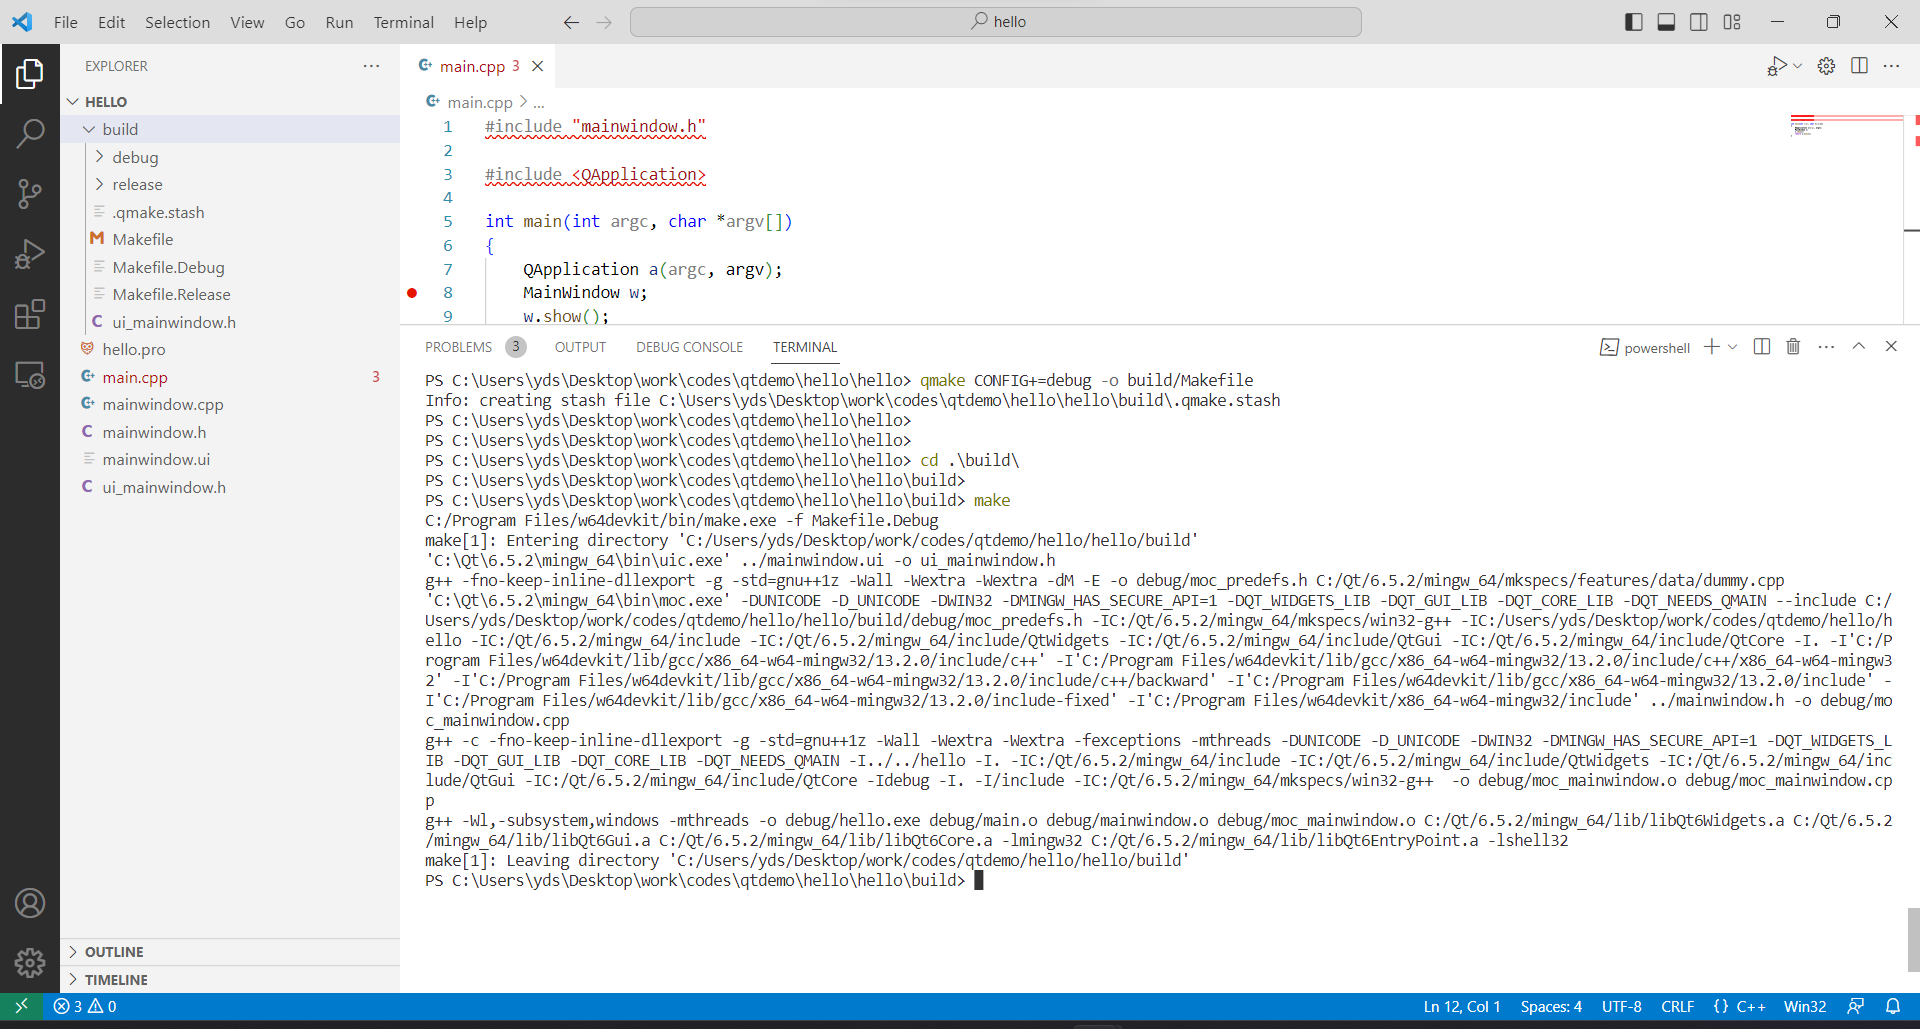 File Edit Selection View Go Run Terminal Help hello
EXPLORER
HELLO
build
debug
release
.qmake.stash
Makefile
Makefile.Debug
Makefile.Release
ui_mainwindow.h
hello.pro
main.cpp 3
mainwindow.cpp
mainwindow.h
mainwindow.ui
ui_mainwindow.h
OUTLINE
TIMELINE
main.cpp 3
main.cpp > ...
1 #include "mainwindow.h"
2
3 #include <QApplication>
4
5 int main(int argc, char *argv[])
6 {
7 QApplication a(argc, argv);
8 MainWindow w;
9 w.show();
PROBLEMS 3 OUTPUT DEBUG CONSOLE TERMINAL powershell
PS C:\Users\yds\Desktop\work\codes\qtdemo\hello\hello> qmake CONFIG+=debug -o build/Makefile
Info: creating stash file C:\Users\yds\Desktop\work\codes\qtdemo\hello\hello\build\.qmake.stash
PS C:\Users\yds\Desktop\work\codes\qtdemo\hello\hello>
PS C:\Users\yds\Desktop\work\codes\qtdemo\hello\hello>
PS C:\Users\yds\Desktop\work\codes\qtdemo\hello\hello> cd .\build\
PS C:\Users\yds\Desktop\work\codes\qtdemo\hello\hello\build>
PS C:\Users\yds\Desktop\work\codes\qtdemo\hello\hello\build> make
C:/Program Files/w64devkit/bin/make.exe -f Makefile.Debug
make[1]: Entering directory 'C:/Users/yds/Desktop/work/codes/qtdemo/hello/hello/build'
'C:\Qt\6.5.2\mingw_64\bin\uic.exe' ../mainwindow.ui -o ui_mainwindow.h
g++ -fno-keep-inline-dllexport -g -std=gnu++1z -Wall -Wextra -Wextra -dM -E -o debug/moc_predefs.h C:/Qt/6.5.2/mingw_64/mkspecs/features/data/dummy.cpp
'C:\Qt\6.5.2\mingw_64\bin\moc.exe' -DUNICODE -D_UNICODE -DWIN32 -DMINGW_HAS_SECURE_API=1 -DQT_WIDGETS_LIB -DQT_GUI_LIB -DQT_CORE_LIB -DQT_NEEDS_QMAIN --include C:/
Users/yds/Desktop/work/codes/qtdemo/hello/hello/build/debug/moc_predefs.h -IC:/Qt/6.5.2/mingw_64/mkspecs/win32-g++ -IC:/Users/yds/Desktop/work/codes/qtdemo/hello/h
ello -IC:/Qt/6.5.2/mingw_64/include -IC:/Qt/6.5.2/mingw_64/include/QtWidgets -IC:/Qt/6.5.2/mingw_64/include/QtGui -IC:/Qt/6.5.2/mingw_64/include/QtCore -I. -I'C:/P
rogram Files/w64devkit/lib/gcc/x86_64-w64-mingw32/13.2.0/include/c++' -I'C:/Program Files/w64devkit/lib/gcc/x86_64-w64-mingw32/13.2.0/include/c++/x86_64-w64-mingw3
2' -I'C:/Program Files/w64devkit/lib/gcc/x86_64-w64-mingw32/13.2.0/include/c++/backward' -I'C:/Program Files/w64devkit/lib/gcc/x86_64-w64-mingw32/13.2.0/include' -
I'C:/Program Files/w64devkit/lib/gcc/x86_64-w64-mingw32/13.2.0/include-fixed' -I'C:/Program Files/w64devkit/x86_64-w64-mingw32/include' ../mainwindow.h -o debug/mo
c_mainwindow.cpp
g++ -c -fno-keep-inline-dllexport -g -std=gnu++1z -Wall -Wextra -Wextra -fexceptions -mthreads -DUNICODE -D_UNICODE -DWIN32 -DMINGW_HAS_SECURE_API=1 -DQT_WIDGETS_L
IB -DQT_GUI_LIB -DQT_CORE_LIB -DQT_NEEDS_QMAIN -I../../hello -I. -IC:/Qt/6.5.2/mingw_64/include -IC:/Qt/6.5.2/mingw_64/include/QtWidgets -IC:/Qt/6.5.2/mingw_64/inc
lude/QtGui -IC:/Qt/6.5.2/mingw_64/include/QtCore -Idebug -I. -I/include -IC:/Qt/6.5.2/mingw_64/mkspecs/win32-g++  -o debug/moc_mainwindow.o debug/moc_mainwindow.cp
p
g++ -Wl,-subsystem,windows -mthreads -o debug/hello.exe debug/main.o debug/mainwindow.o debug/moc_mainwindow.o C:/Qt/6.5.2/mingw_64/lib/libQt6Widgets.a C:/Qt/6.5.2
/mingw_64/lib/libQt6Gui.a C:/Qt/6.5.2/mingw_64/lib/libQt6Core.a -lmingw32 C:/Qt/6.5.2/mingw_64/lib/libQt6EntryPoint.a -lshell32
make[1]: Leaving directory 'C:/Users/yds/Desktop/work/codes/qtdemo/hello/hello/build'
PS C:\Users\yds\Desktop\work\codes\qtdemo\hello\hello\build>
3 0 Ln 12, Col 1 Spaces: 4 UTF-8 CRLF {} C++ Win32